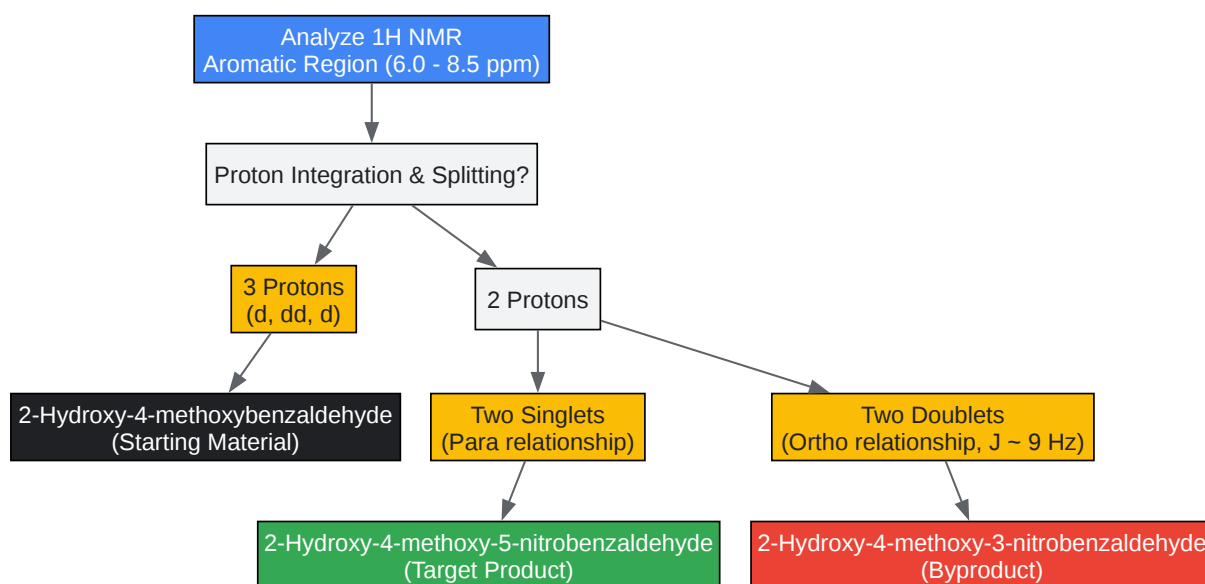 Analyze 1H NMR
Aromatic Region (6.0 - 8.5 ppm)
Proton Integration & Splitting?
3 Protons
(d, dd, d)
2 Protons
2-Hydroxy-4-methoxybenzaldehyde
(Starting Material)
Two Singlets
(Para relationship)
Two Doublets
(Ortho relationship, J ~ 9 Hz)
2-Hydroxy-4-methoxy-5-nitrobenzaldehyde
(Target Product)
2-Hydroxy-4-methoxy-3-nitrobenzaldehyde
(Byproduct)